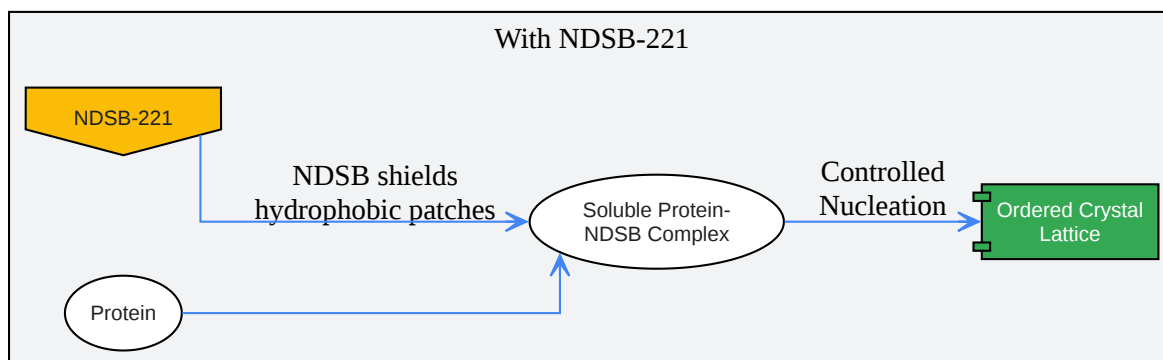 With NDSB-221
NDSB-221
NDSB shields
hydrophobic patches
Controlled
Nucleation
Soluble Protein-
NDSB Complex
Ordered Crystal
Lattice
Protein